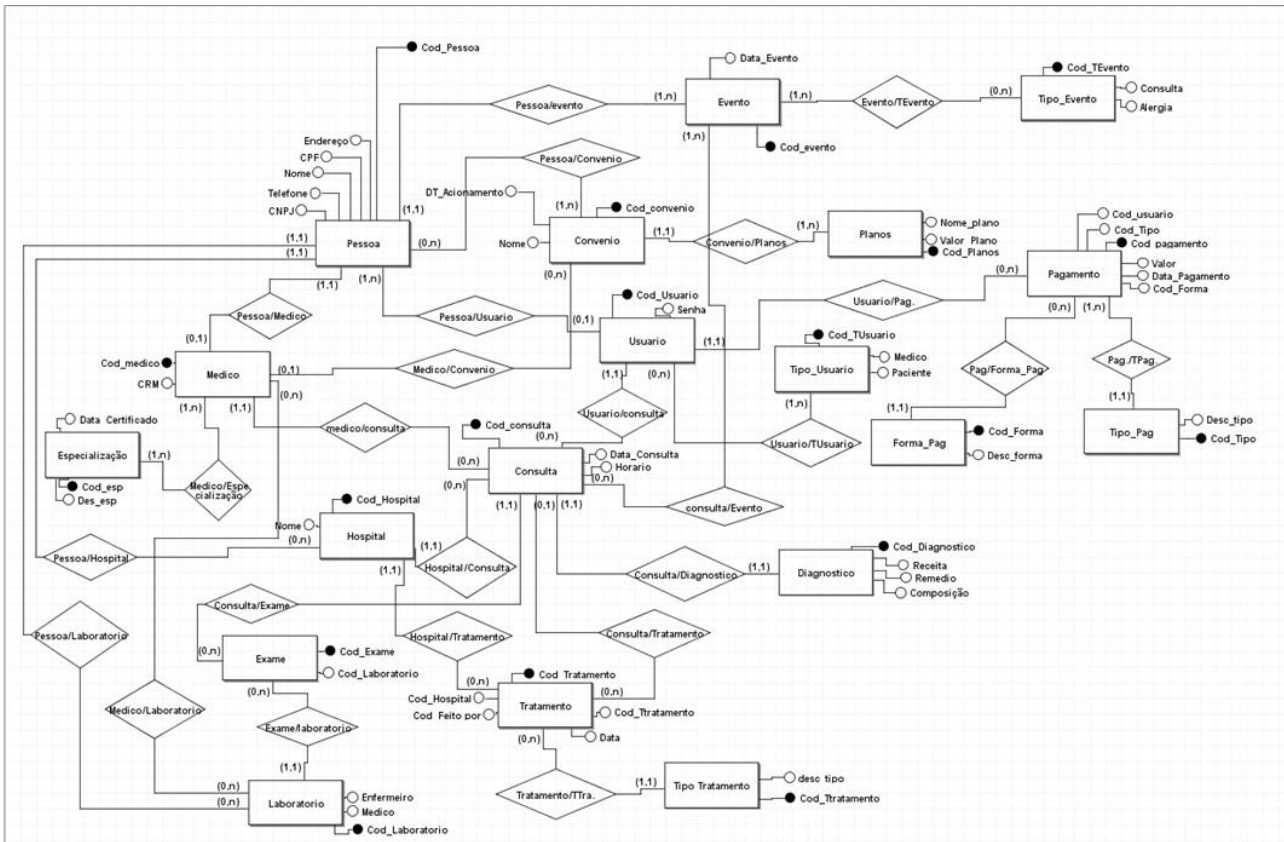 Cod_Pessoa
Data_Evento
Cod_TEvento
(1,n)
Evento
(1,n)
Evento/TEvento
(0,n)
Tipo_Evento
Consulta
Alergia
Pessoa/evento
(1,n)
Cod_evento
Endereço
CPF
Nome
Telefone
CNPJ
(1,1)
Pessoa
(1,1)
(1,1)
(0,n)
(1,1)
(1,n)
Pessoa/Convenio
DT_Acionamento
(1,n)
Cod_convenio
Nome
Convenio
(1,1)
(0,n)
Convenio/Planos
(1,n)
Planos
Nome_plano
Valor_Plano
Cod_Planos
Cod_usuario
Cod_Tipo
Cod_pagamento
(0,n)
Pagamento
Valor
Data_Pagamento
Cod_Forma
(0,n)
(1,n)
Usuario/Pag.
Pessoa/Medico
Pessoa/Usuario
(0,1)
Cod_Usuario
Senha
Usuario
(1,1)
(1,1)
(0,n)
(0,1)
Cod_medico
CRM
Medico
(0,1)
(0,n)
(1,n)
(1,1)
Medico/Convenio
Cod_TUsuario
Tipo_Usuario
Medico
Paciente
(1,n)
Usuario/TUsuario
Pag/Forma_Pag
Pag./TPag.
(1,1)
Forma_Pag
Cod_Forma
Desc_forma
(1,1)
Tipo_Pag
Desc_tipo
Cod_Tipo
Usuario/consulta
medico/consulta
Data Certificado
Especialização
(1,n)
Cod_esp
Des_esp
Medico/Espe
cialização
Cod_consulta
(0,n)
(0,n)
Consulta
Data_Consulta
Horario
(0,n)
(0,n)
(1,1)
(0,1)
(1,1)
consulta/Evento
Cod_Hospital
Nome
(0,n)
Hospital
(1,1)
(1,1)
Pessoa/Hospital
Hospital/Consulta
Consulta/Diagnostico
(1,1)
Diagnostico
Cod_Diagnostico
Receita
Remedio
Composição
Consulta/Exame
Pessoa/Laboratorio
Hospital/Tratamento
Consulta/Tratamento
(0,n)
Exame
Cod_Exame
Cod_Laboratorio
(0,n)
(0,n)
Cod_Tratamento
Cod_Hospital
Cod_Feito por
Tratamento
(0,n)
Cod_Ttratamento
Data
(0,n)
Medico/Laboratorio
Exame/laboratorio
(1,1)
(0,n)
(0,n)
Laboratorio
Enfermeiro
Medico
Cod_Laboratorio
Tratamento/TTra.
(1,1)
Tipo Tratamento
desc tipo
Cod_Ttratamento